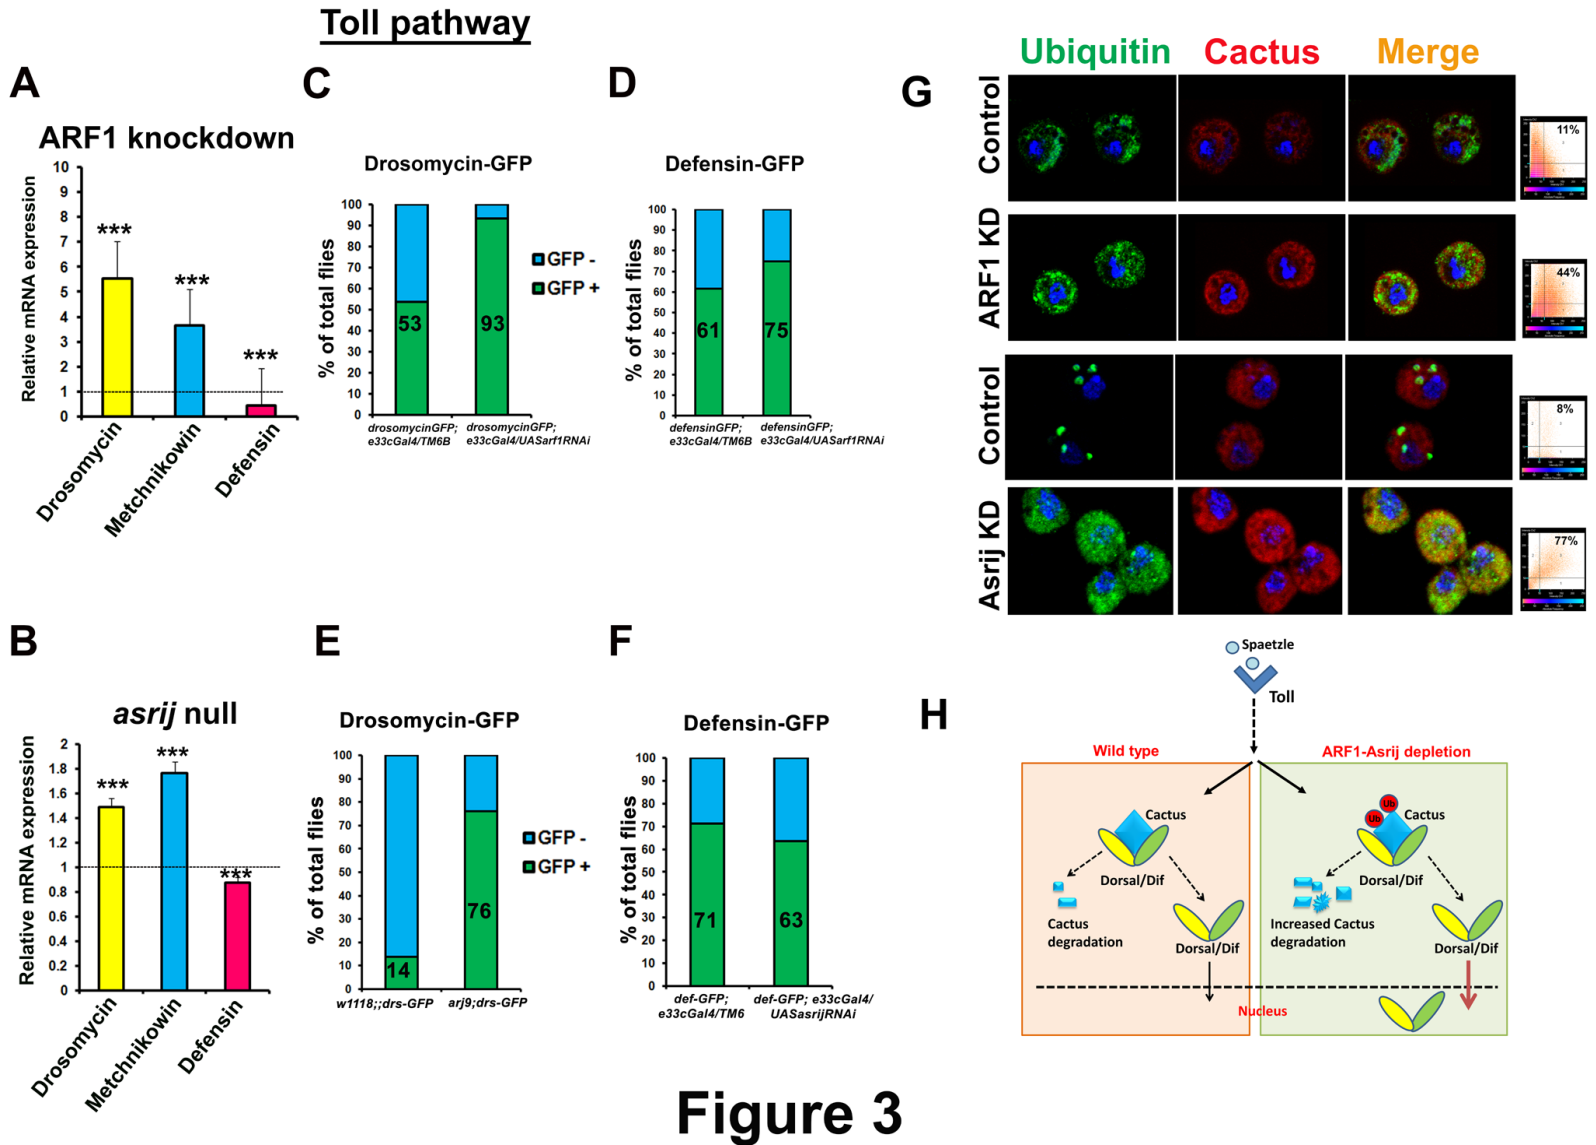 Toll pathway
A
ARF1 knockdown
Relative mRNA expression
10
9
8
7
6
5
4
3
2
1
0
***
***
***
Drosomycin
Metchnikowin
Defensin
C
Drosomycin-GFP
% of total flies
100
90
80
70
60
50
40
30
20
10
0
53
93
GFP -
GFP +
drosomycinGFP;
e33cGal4/TM6B
drosomycinGFP;
e33cGal4/UASarf1RNAi
D
Defensin-GFP
% of total flies
100
90
80
70
60
50
40
30
20
10
0
61
75
defensinGFP;
e33cGal4/TM6B
defensinGFP;
e33cGal4/UASarf1RNAi
B
asrij null
Relative mRNA expression
2
1.8
1.6
1.4
1.2
1
0.8
0.6
0.4
0.2
0
***
***
***
Drosomycin
Metchnikowin
Defensin
E
Drosomycin-GFP
% of total flies
100
90
80
70
60
50
40
30
20
10
0
14
76
GFP -
GFP +
w1118;;drs-GFP
arj9;drs-GFP
F
Defensin-GFP
% of total flies
100
90
80
70
60
50
40
30
20
10
0
71
63
def-GFP;
e33cGal4/TM6
def-GFP; e33cGal4/
UASasrijRNAi
G
Ubiquitin
Cactus
Merge
Control
11%
ARF1 KD
44%
Control
8%
Asrij KD
77%
H
Spaetzle
Toll
Wild type
Cactus
Dorsal/Dif
Cactus
degradation
Dorsal/Dif
ARF1-Asrij depletion
Ub
Ub
Cactus
Dorsal/Dif
Increased Cactus
degradation
Dorsal/Dif
Nucleus
Figure 3